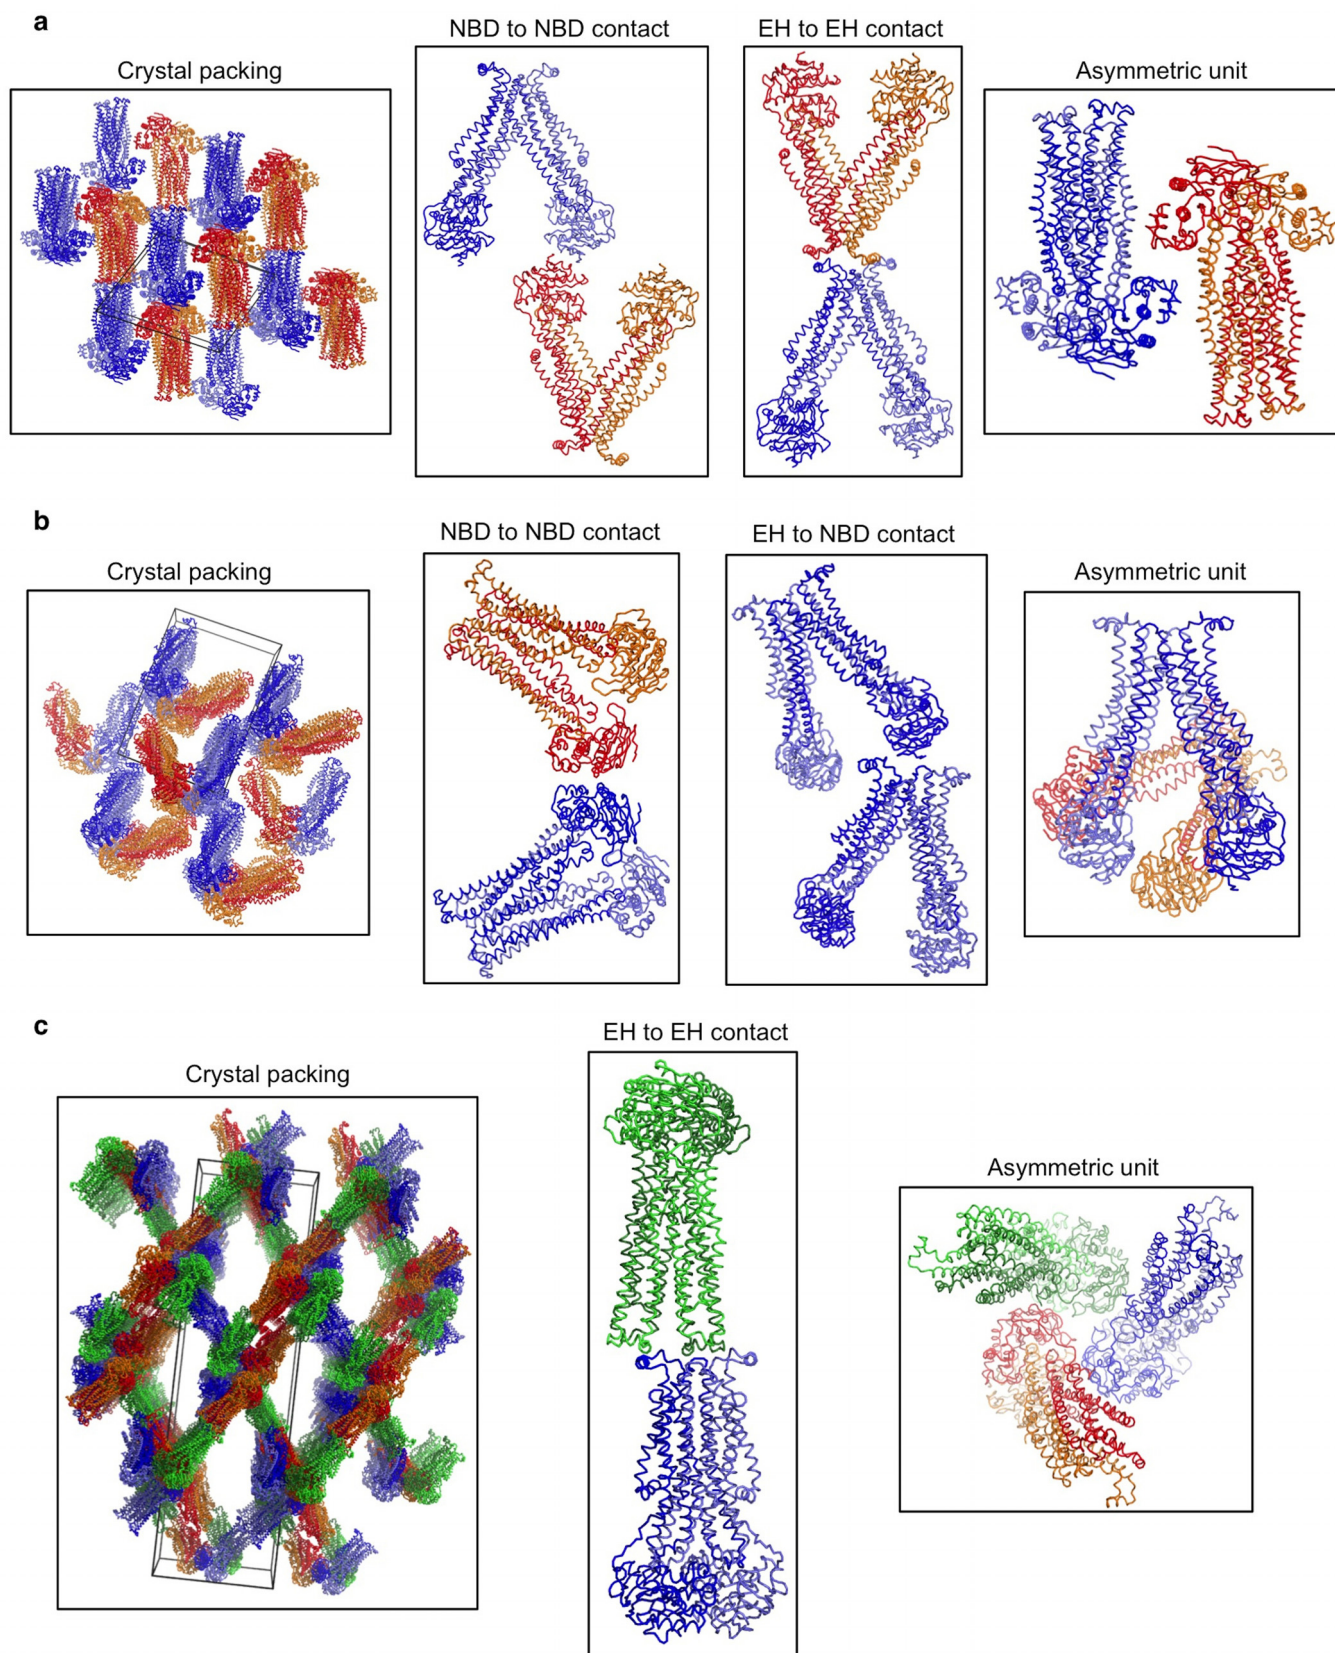 a
NBD to NBD contact
EH to EH contact
Crystal packing
Asymmetric unit
b
NBD to NBD contact
EH to NBD contact
Crystal packing
Asymmetric unit
c
EH to EH contact
Crystal packing
Asymmetric unit